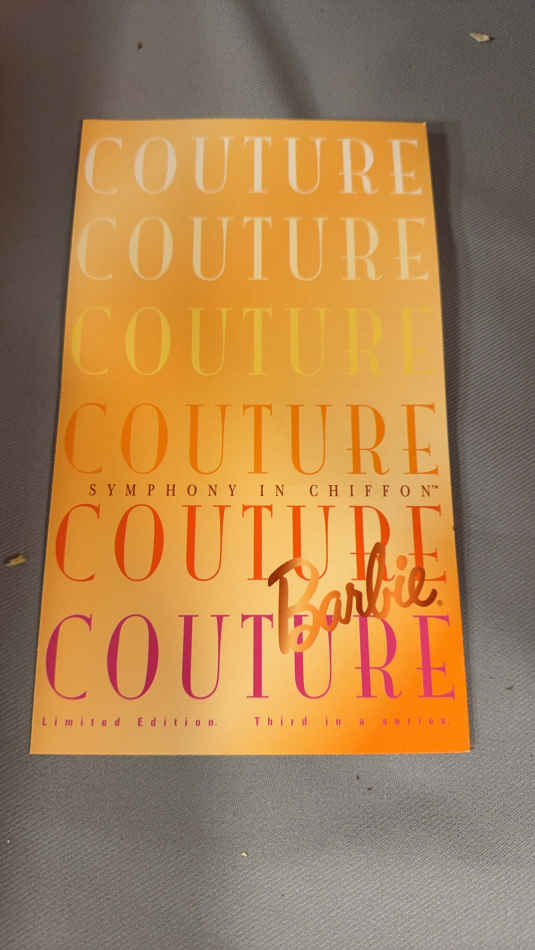 COUTURE
COUTURE
COUTURE
COUTURE
SYMPHONY IN CHIFFON™
COUTURE
Barbie®
COUTURE
Limited Edition. Third in a series.